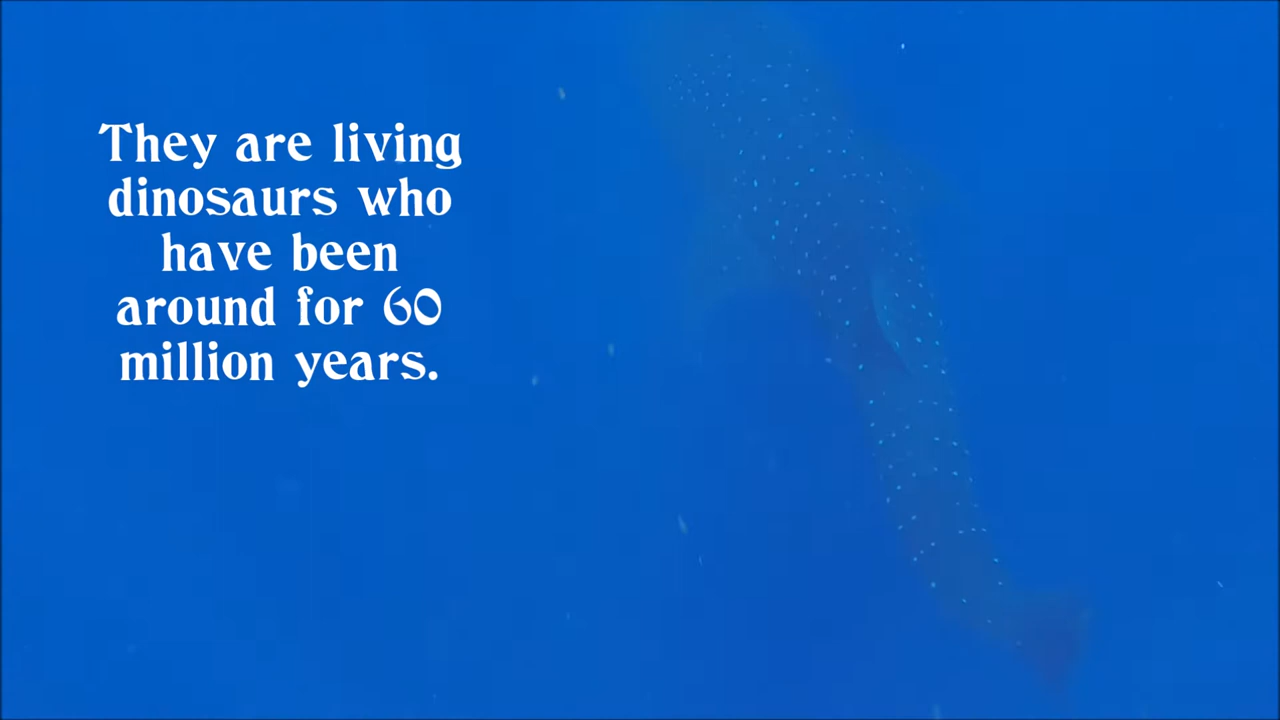 They are living
dinosaurs who
have been
around for 60
million years.